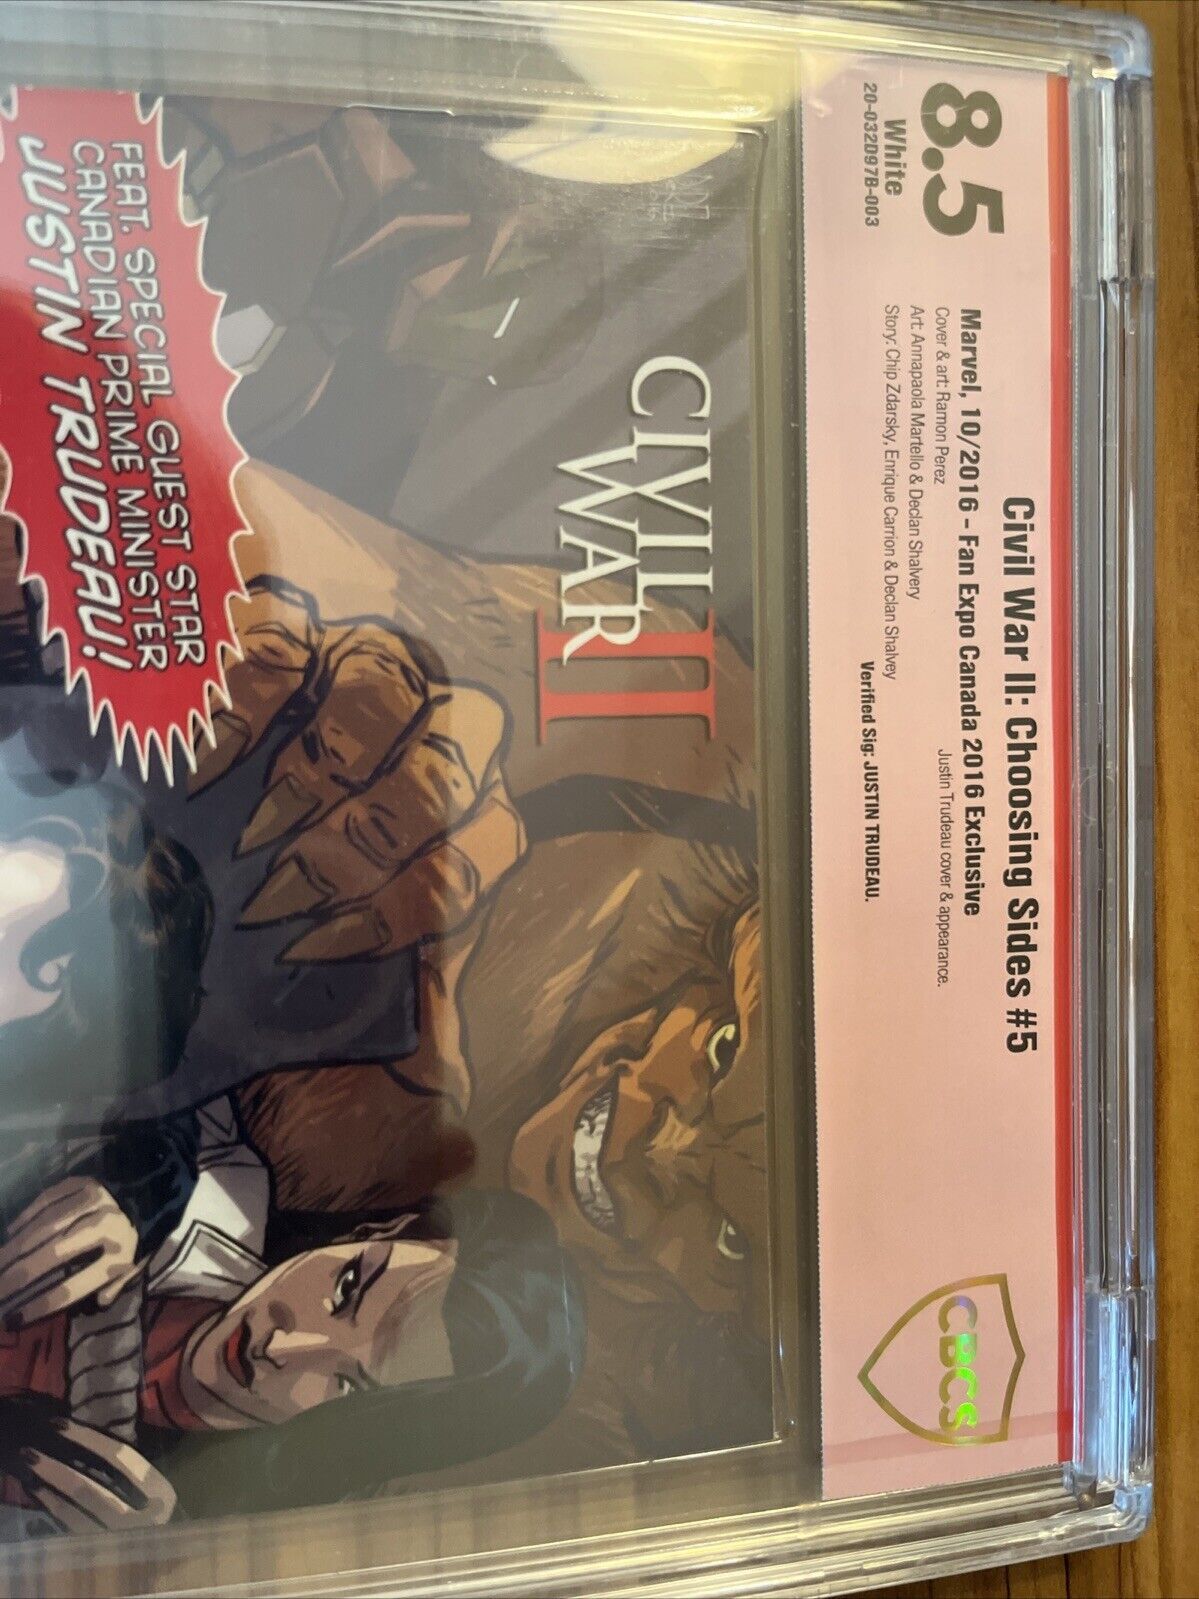 8.5
White
20-032D97B-003
Civil War II: Choosing Sides #5
Marvel, 10/2016 - Fan Expo Canada 2016 Exclusive
Cover & art: Ramon Perez
Justin Trudeau cover & appearance.
Art: Annapaola Martello & Declan Shalvery
Story: Chip Zdarsky, Enrique Carrion & Declan Shalvey
Verified Sig: JUSTIN TRUDEAU.
CBCS
CIVIL
WAR
II
FEAT. SPECIAL GUEST STAR
CANADIAN PRIME MINISTER
JUSTIN TRUDEAU!